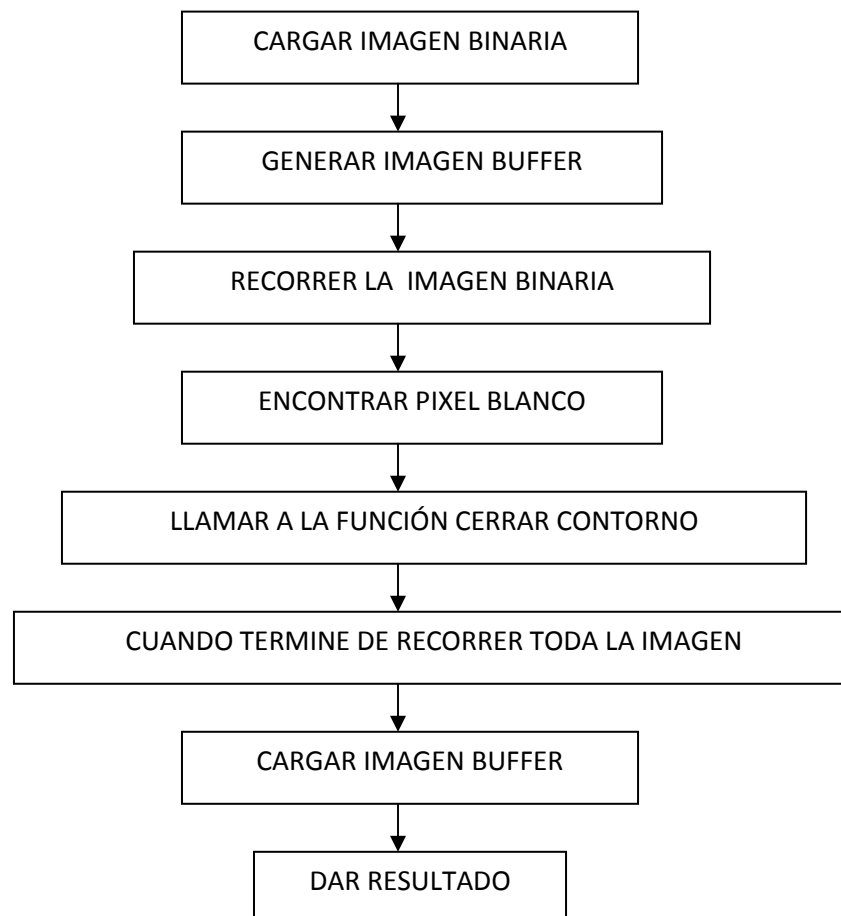 CARGAR IMAGEN BINARIA
GENERAR IMAGEN BUFFER
RECORRER LA  IMAGEN BINARIA
ENCONTRAR PIXEL BLANCO
LLAMAR A LA FUNCIÓN CERRAR CONTORNO
CUANDO TERMINE DE RECORRER TODA LA IMAGEN
CARGAR IMAGEN BUFFER
DAR RESULTADO